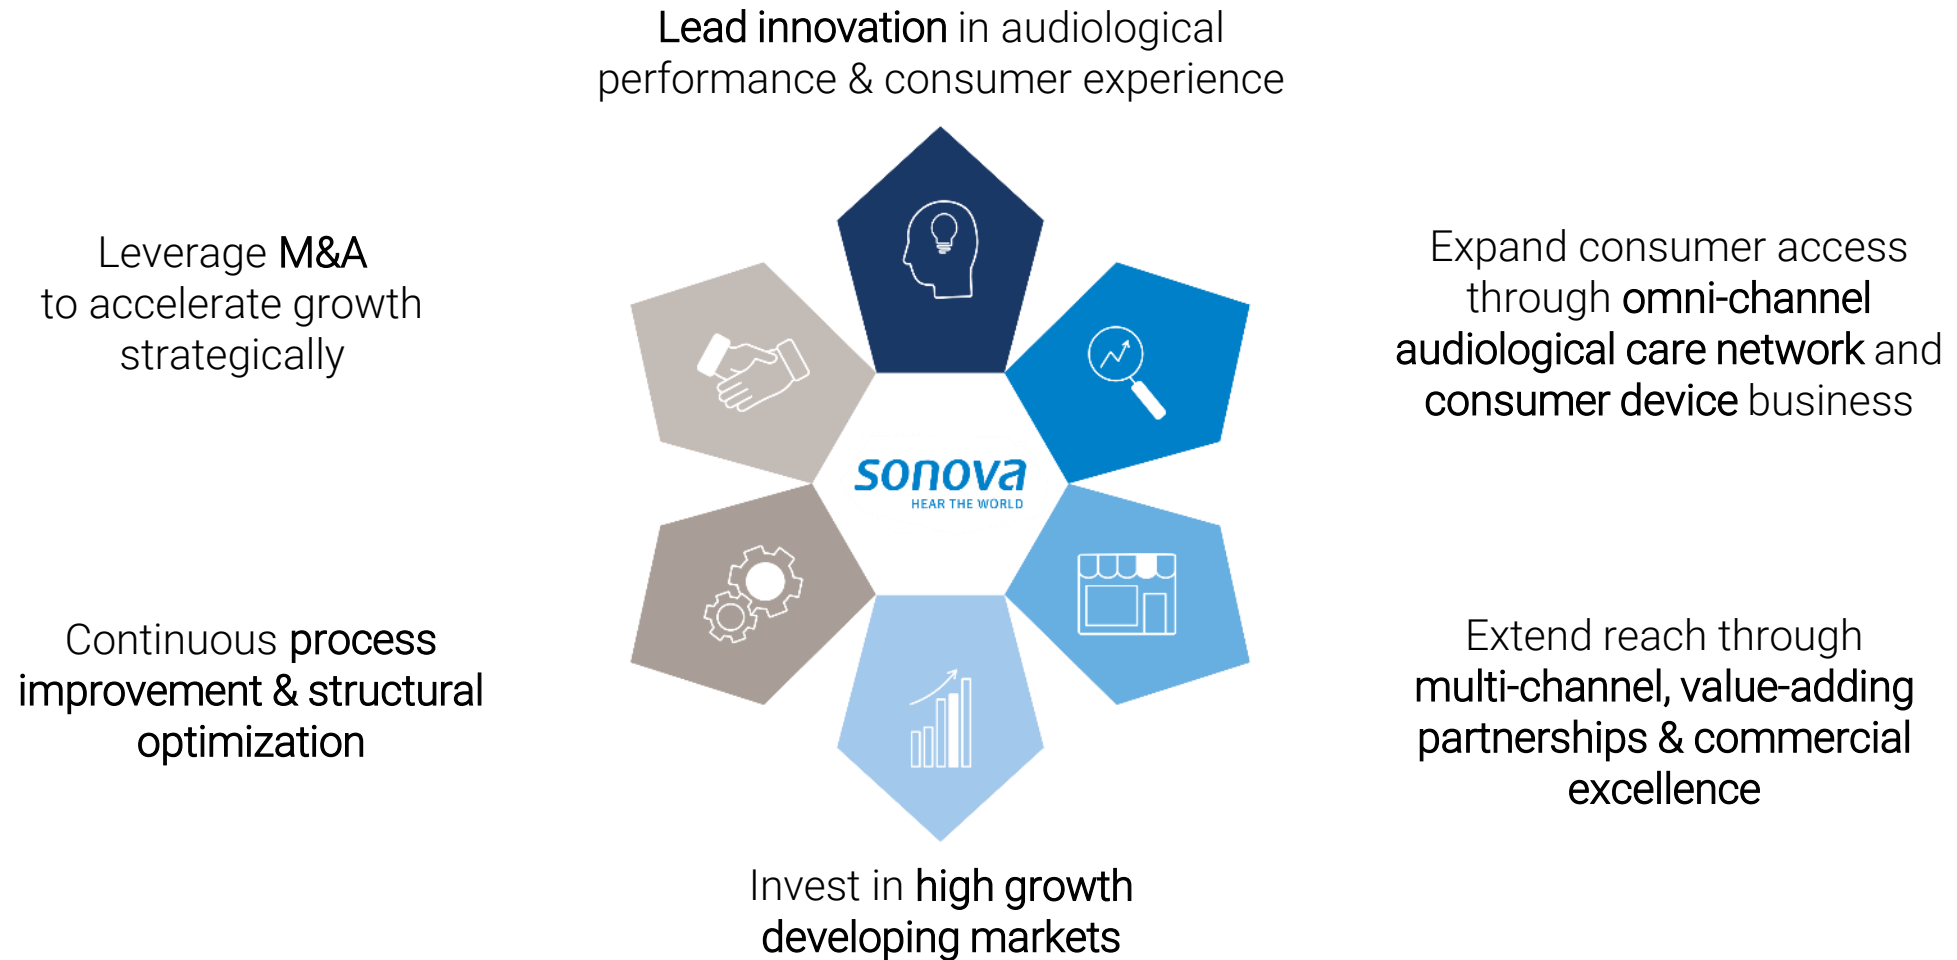 Lead innovation in audiological
performance & consumer experience
Leverage M&A
to accelerate growth
strategically
Expand consumer access
through omni-channel
audiological care network and
consumer device business
sonova
HEAR THE WORLD
Continuous process
improvement & structural
optimization
Extend reach through
multi-channel, value-adding
partnerships & commercial
excellence
Invest in high growth
developing markets